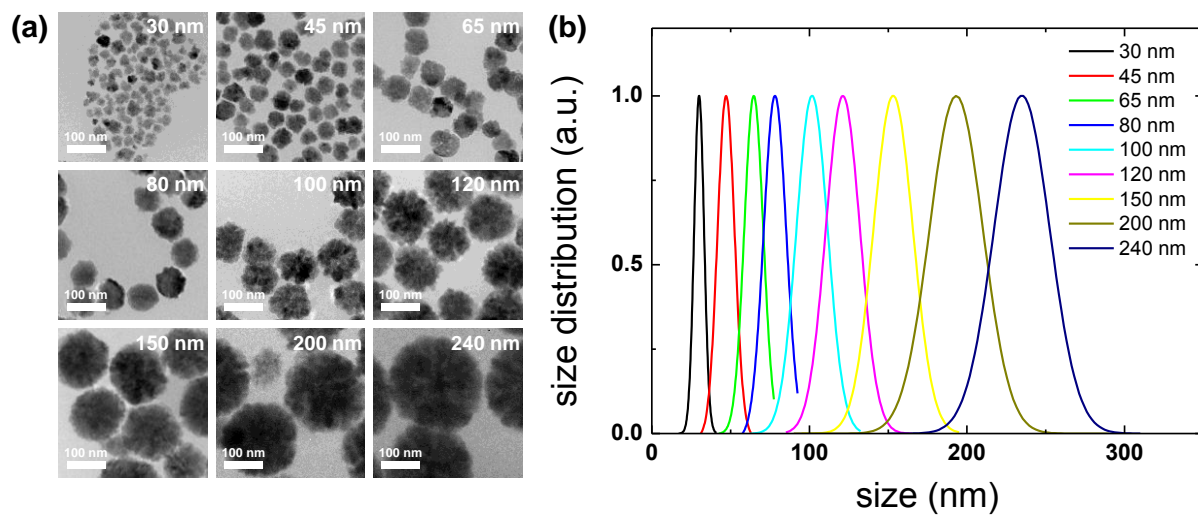 (a)
30 nm
100 nm
45 nm
100 nm
65 nm
100 nm
80 nm
100 nm
100 nm
100 nm
120 nm
100 nm
150 nm
100 nm
200 nm
100 nm
240 nm
100 nm
(b)
size distribution (a.u.)
1.0
0.5
0.0
0
100
200
300
size (nm)
30 nm
45 nm
65 nm
80 nm
100 nm
120 nm
150 nm
200 nm
240 nm